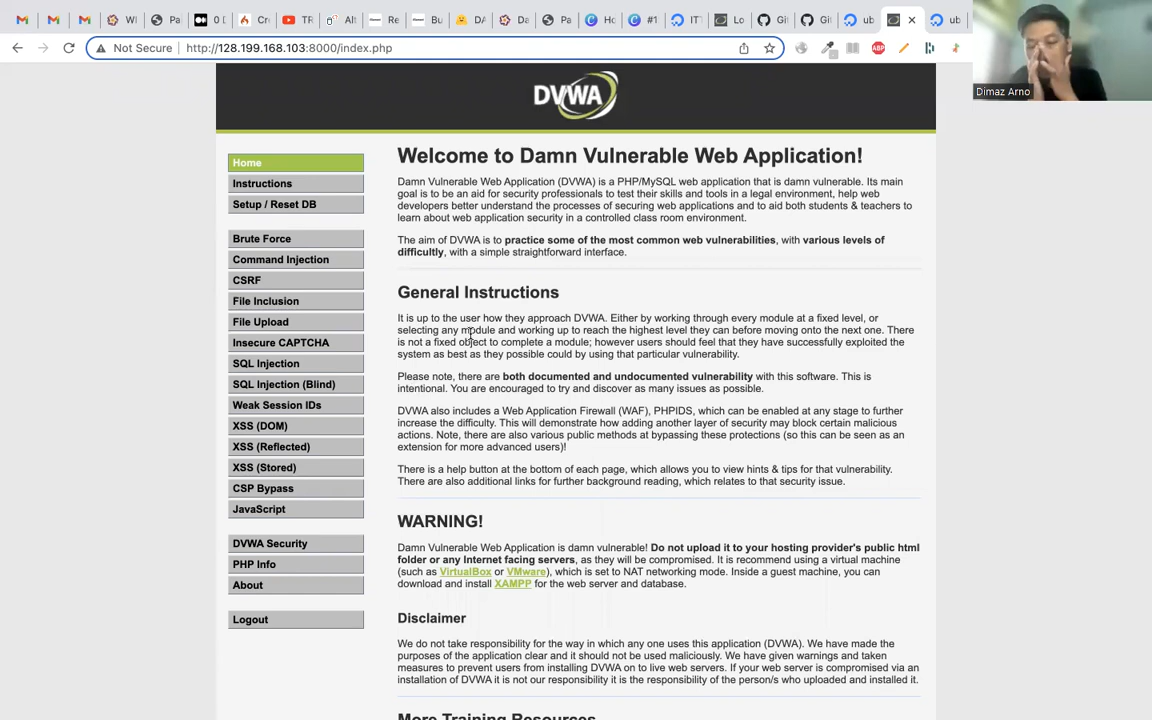 0 [
Not Secure
http://128.199.168.103:8000/index.php
Dimaz Arno
DVWA
Home
Instructions
Setup / Reset DB
Brute Force
Command Injection
CSRF
File Inclusion
File Upload
Insecure CAPTCHA
SQL Injection
SQL Injection (Blind)
Weak Session IDs
XSS (DOM)
XSS (Reflected)
XSS (Stored)
CSP Bypass
JavaScript
DVWA Security
PHP Info
About
Logout
Welcome to Damn Vulnerable Web Application!
Damn Vulnerable Web Application (DVWA) is a PHP/MySQL web application that is damn vulnerable. Its main
goal is to be an aid for security professionals to test their skills and tools in a legal environment, help web
developers better understand the processes of securing web applications and to aid both students & teachers to
learn about web application security in a controlled class room environment.
The aim of DVWA is to practice some of the most common web vulnerabilities, with various levels of
difficultly, with a simple straightforward interface.
General Instructions
It is up to the user how they approach DVWA. Either by working through every module at a fixed level, or
selecting any module and working up to reach the highest level they can before moving onto the next one. There
is not a fixed object to complete a module; however users should feel that they have successfully exploited the
system as best as they possible could by using that particular vulnerability.
Please note, there are both documented and undocumented vulnerability with this software. This is
intentional. You are encouraged to try and discover as many issues as possible.
DVWA also includes a Web Application Firewall (WAF), PHPIDS, which can be enabled at any stage to further
increase the difficulty. This will demonstrate how adding another layer of security may block certain malicious
actions. Note, there are also various public methods at bypassing these protections (so this can be seen as an
extension for more advanced users)!
There is a help button at the bottom of each page, which allows you to view hints & tips for that vulnerability.
There are also additional links for further background reading, which relates to that security issue.
WARNING!
Damn Vulnerable Web Application is damn vulnerable! Do not upload it to your hosting provider's public html
folder or any Internet facing servers, as they will be compromised. It is recommend using a virtual machine
(such as VirtualBox or VMware), which is set to NAT networking mode. Inside a guest machine, you can
download and install XAMPP for the web server and database.
Disclaimer
We do not take responsibility for the way in which any one uses this application (DVWA). We have made the
purposes of the application clear and it should not be used maliciously. We have given warnings and taken
measures to prevent users from installing DVWA on to live web servers. If your web server is compromised via an
installation of DVWA it is not our responsibility it is the responsibility of the person/s who uploaded and installed it.
More Training Resources